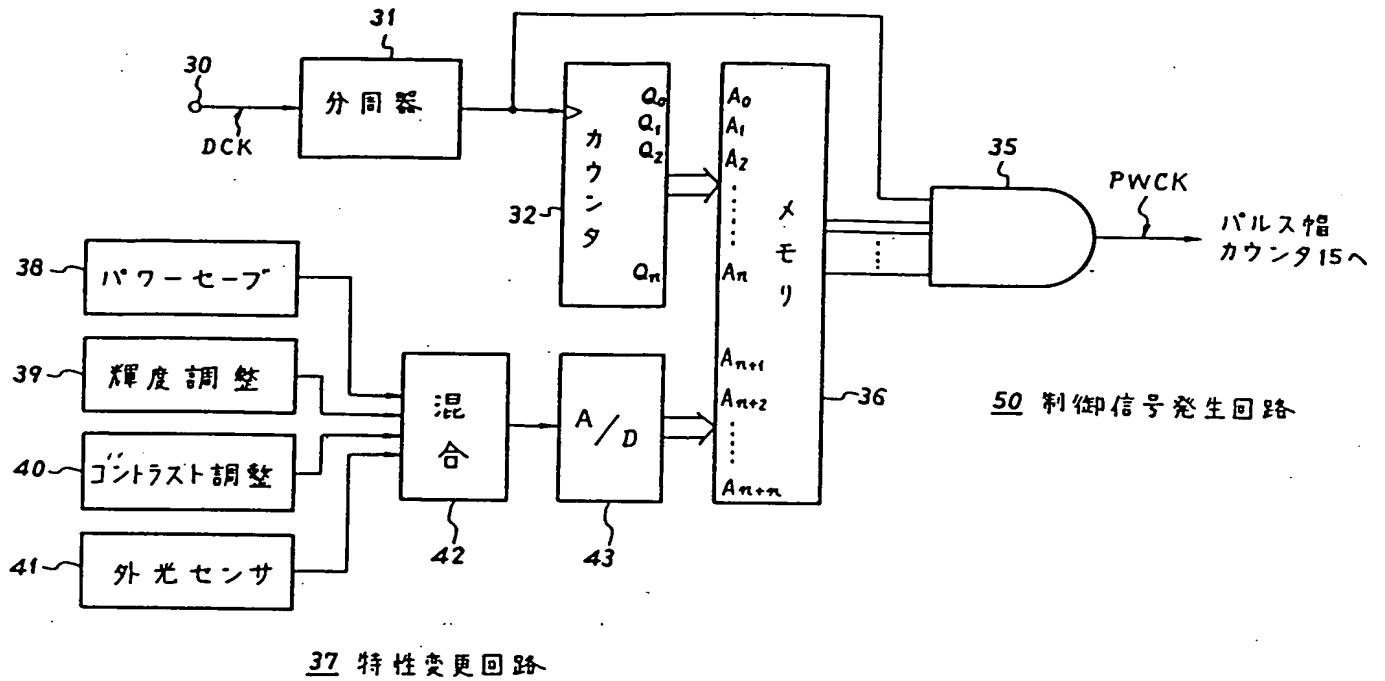 31
30
分周器
DCK
カウンタ
Q0
Q1
Q2
Qn
32
A0
A1
A2
An
An+1
An+2
An+n
メモリ
36
35
PWCK
パルス幅
カウンタ15へ
38
パワーセーブ
39
輝度調整
40
ゴントラスト調整
41
外光センサ
混合
42
A/D
43
50 制御信号発生回路
37 特性変更回路